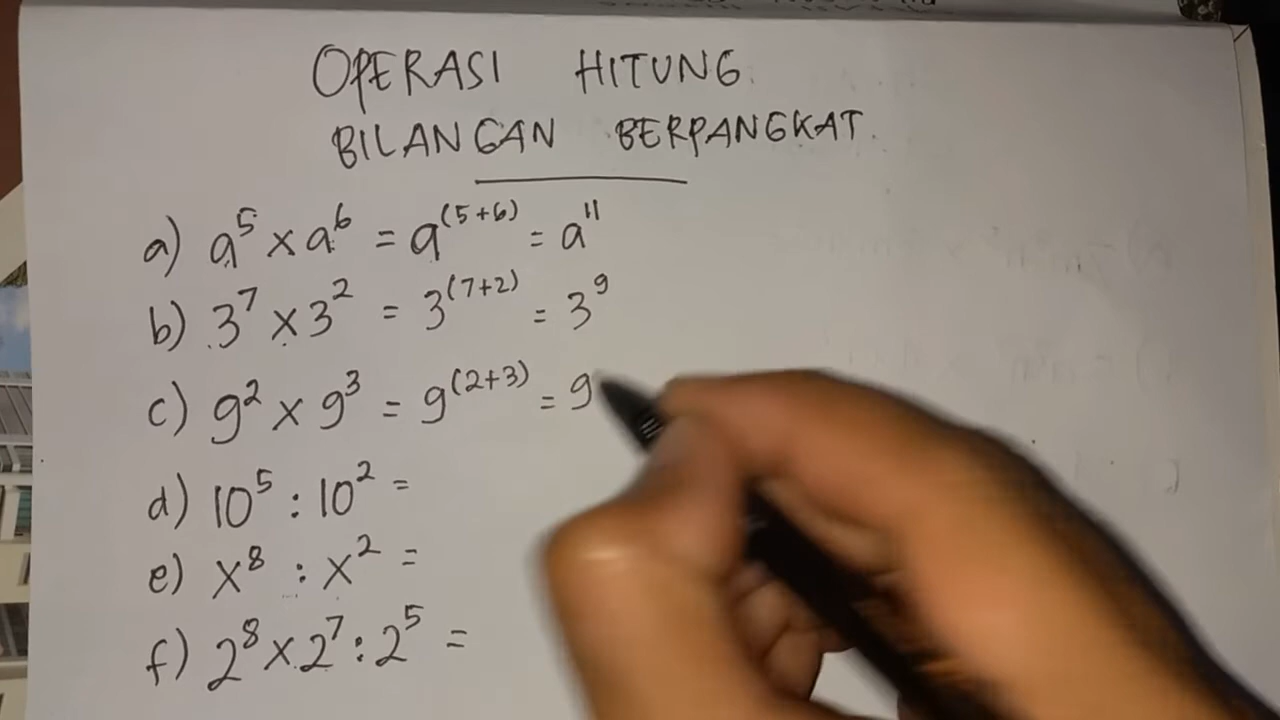 OPERASI HITUNG
BILANGAN BERPANGKAT.
a) a⁵ × a⁶ = a⁽⁵⁺⁶⁾ = a¹¹
b) 3⁷ × 3² = 3⁽⁷⁺²⁾ = 3⁹
c) 9² × 9³ = 9⁽²⁺³⁾ = 9
d) 10⁵ : 10² =
e) x⁸ : x² =
f) 2⁸ × 2⁷ : 2⁵ =